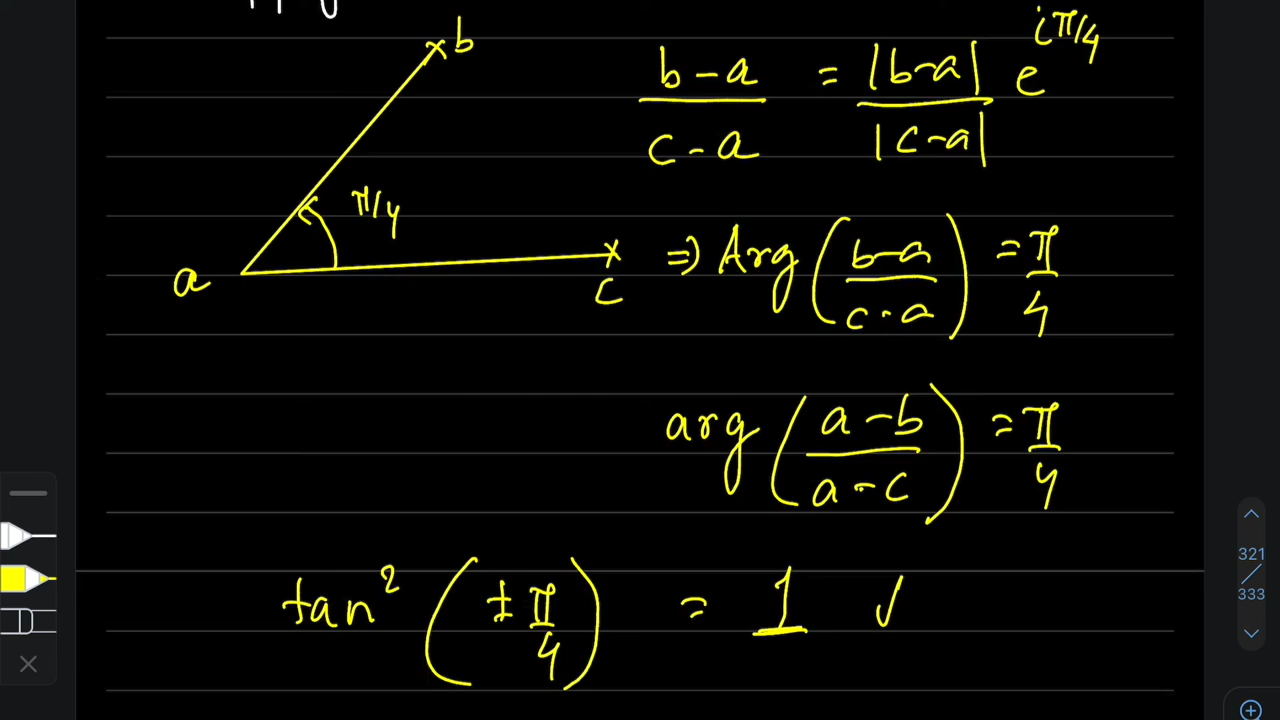 b
b-a / c-a = |b-a| / |c-a| e^{iπ/4}
π/4
a
c
⇒ Arg ( b-a / c-a ) = π/4
arg ( a-b / a-c ) = π/4
tan² ( ± π/4 ) = 1 ✓
321
333